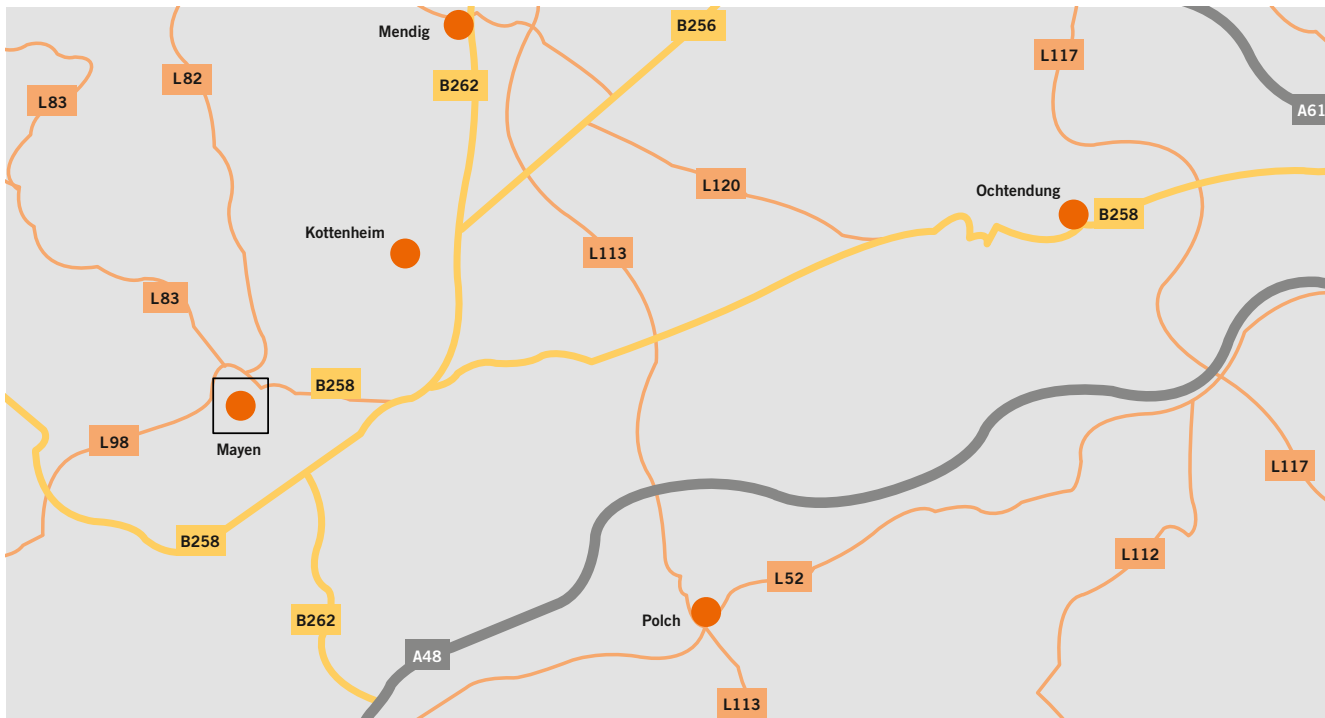 Mendig
B256
L117
L82
B262
L83
A61
L120
Ochtendung
B258
Kottenheim
L113
L83
B258
L98
Mayen
L117
B258
L112
L52
B262
Polch
A48
L113